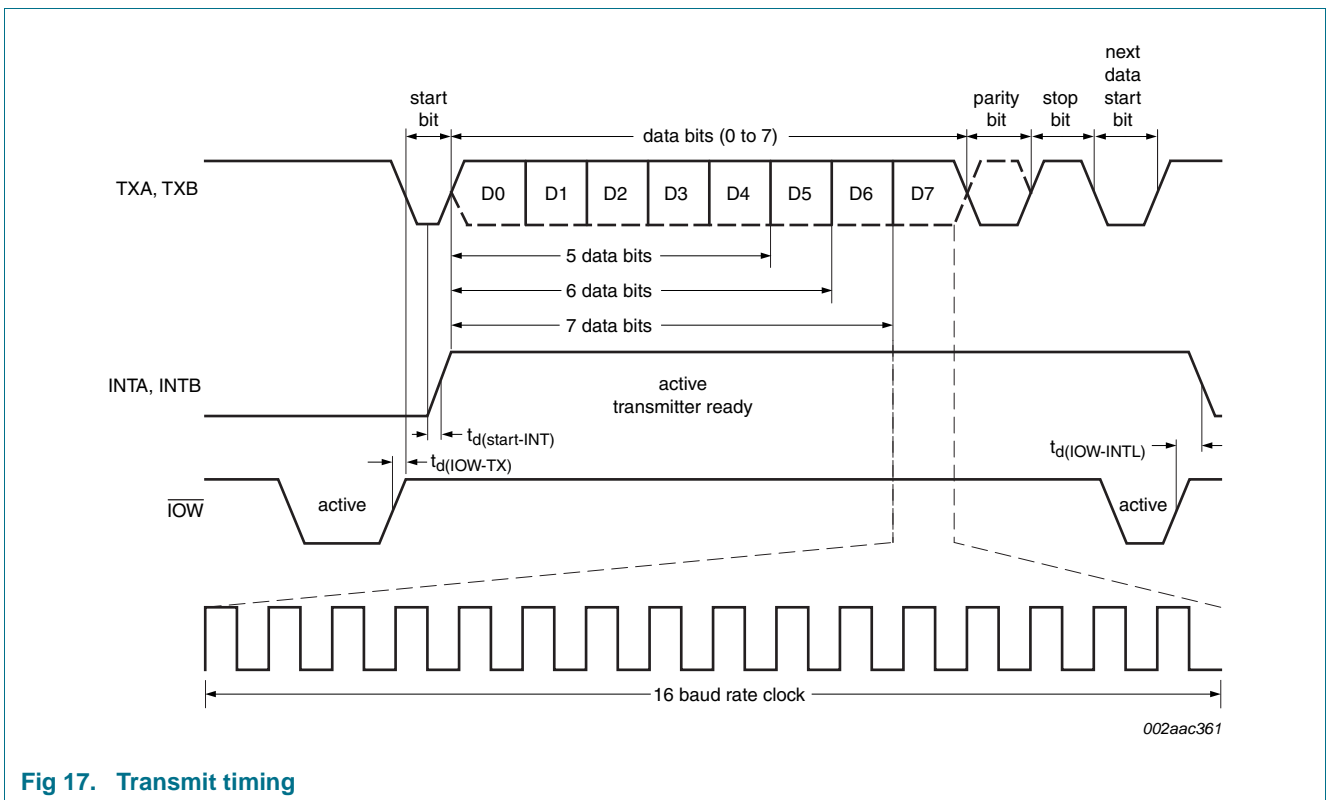 next
data
start
bit
start
bit
parity
bit
stop
bit
data bits (0 to 7)
TXA, TXB
D0 D1 D2 D3 D4 D5 D6 D7
5 data bits
6 data bits
7 data bits
INTA, INTB
active
transmitter ready
td(start-INT)
td(IOW-TX)
td(IOW-INTL)
IOW
active
active
16 baud rate clock
002aac361
Fig 17. Transmit timing